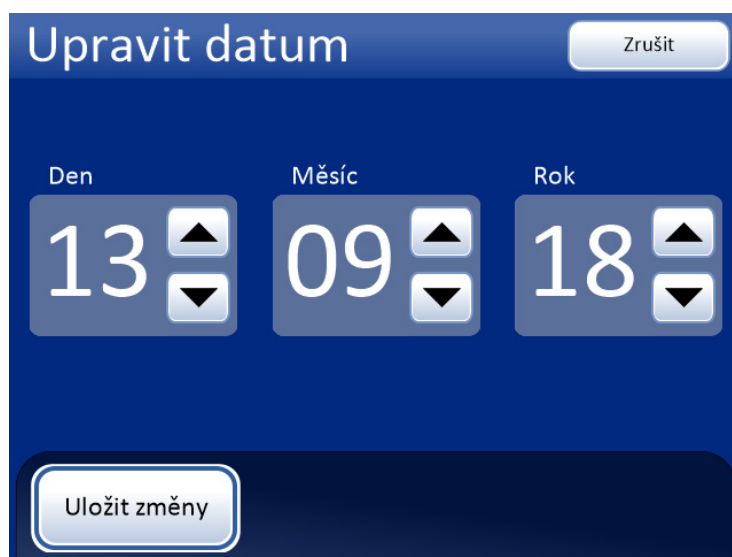 Upravit datum
Zrušit
Den
Měsíc
Rok
13
09
18
Uložit změny